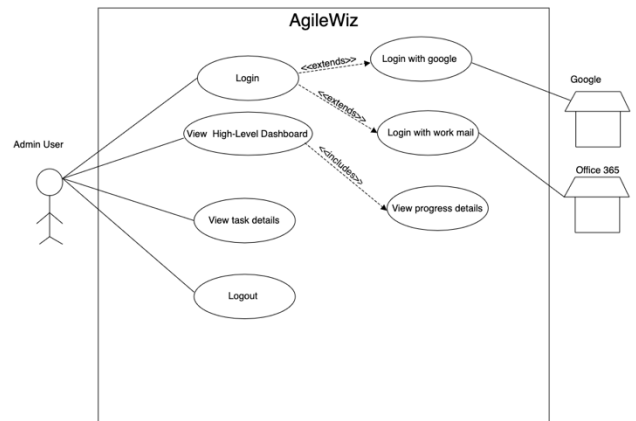 AgileWiz
Login with google
<<extends>>
Login
Google
<<extends>>
Login with work mail
View High-Level Dashboard
Admin User
<<includes>>
Office 365
View progress details
View task details
Logout